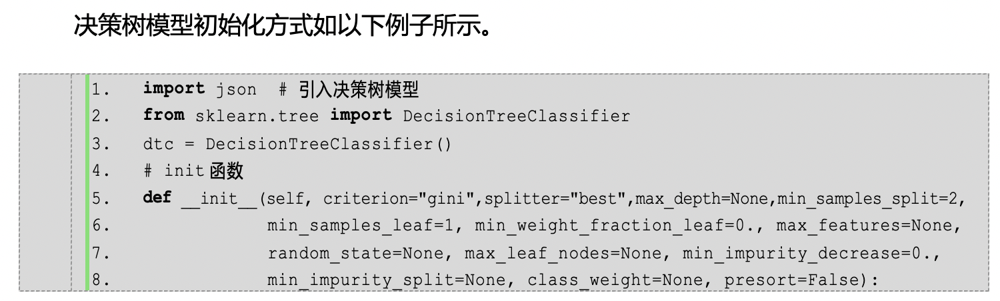 决策树模型初始化方式如以下例子所示。
1. import json # 引入决策树模型
2. from sklearn.tree import DecisionTreeClassifier
3. dtc = DecisionTreeClassifier()
4. # init 函数
5. def __init__(self, criterion="gini",splitter="best",max_depth=None,min_samples_split=2,
6. min_samples_leaf=1, min_weight_fraction_leaf=0., max_features=None,
7. random_state=None, max_leaf_nodes=None, min_impurity_decrease=0.,
8. min_impurity_split=None, class_weight=None, presort=False):